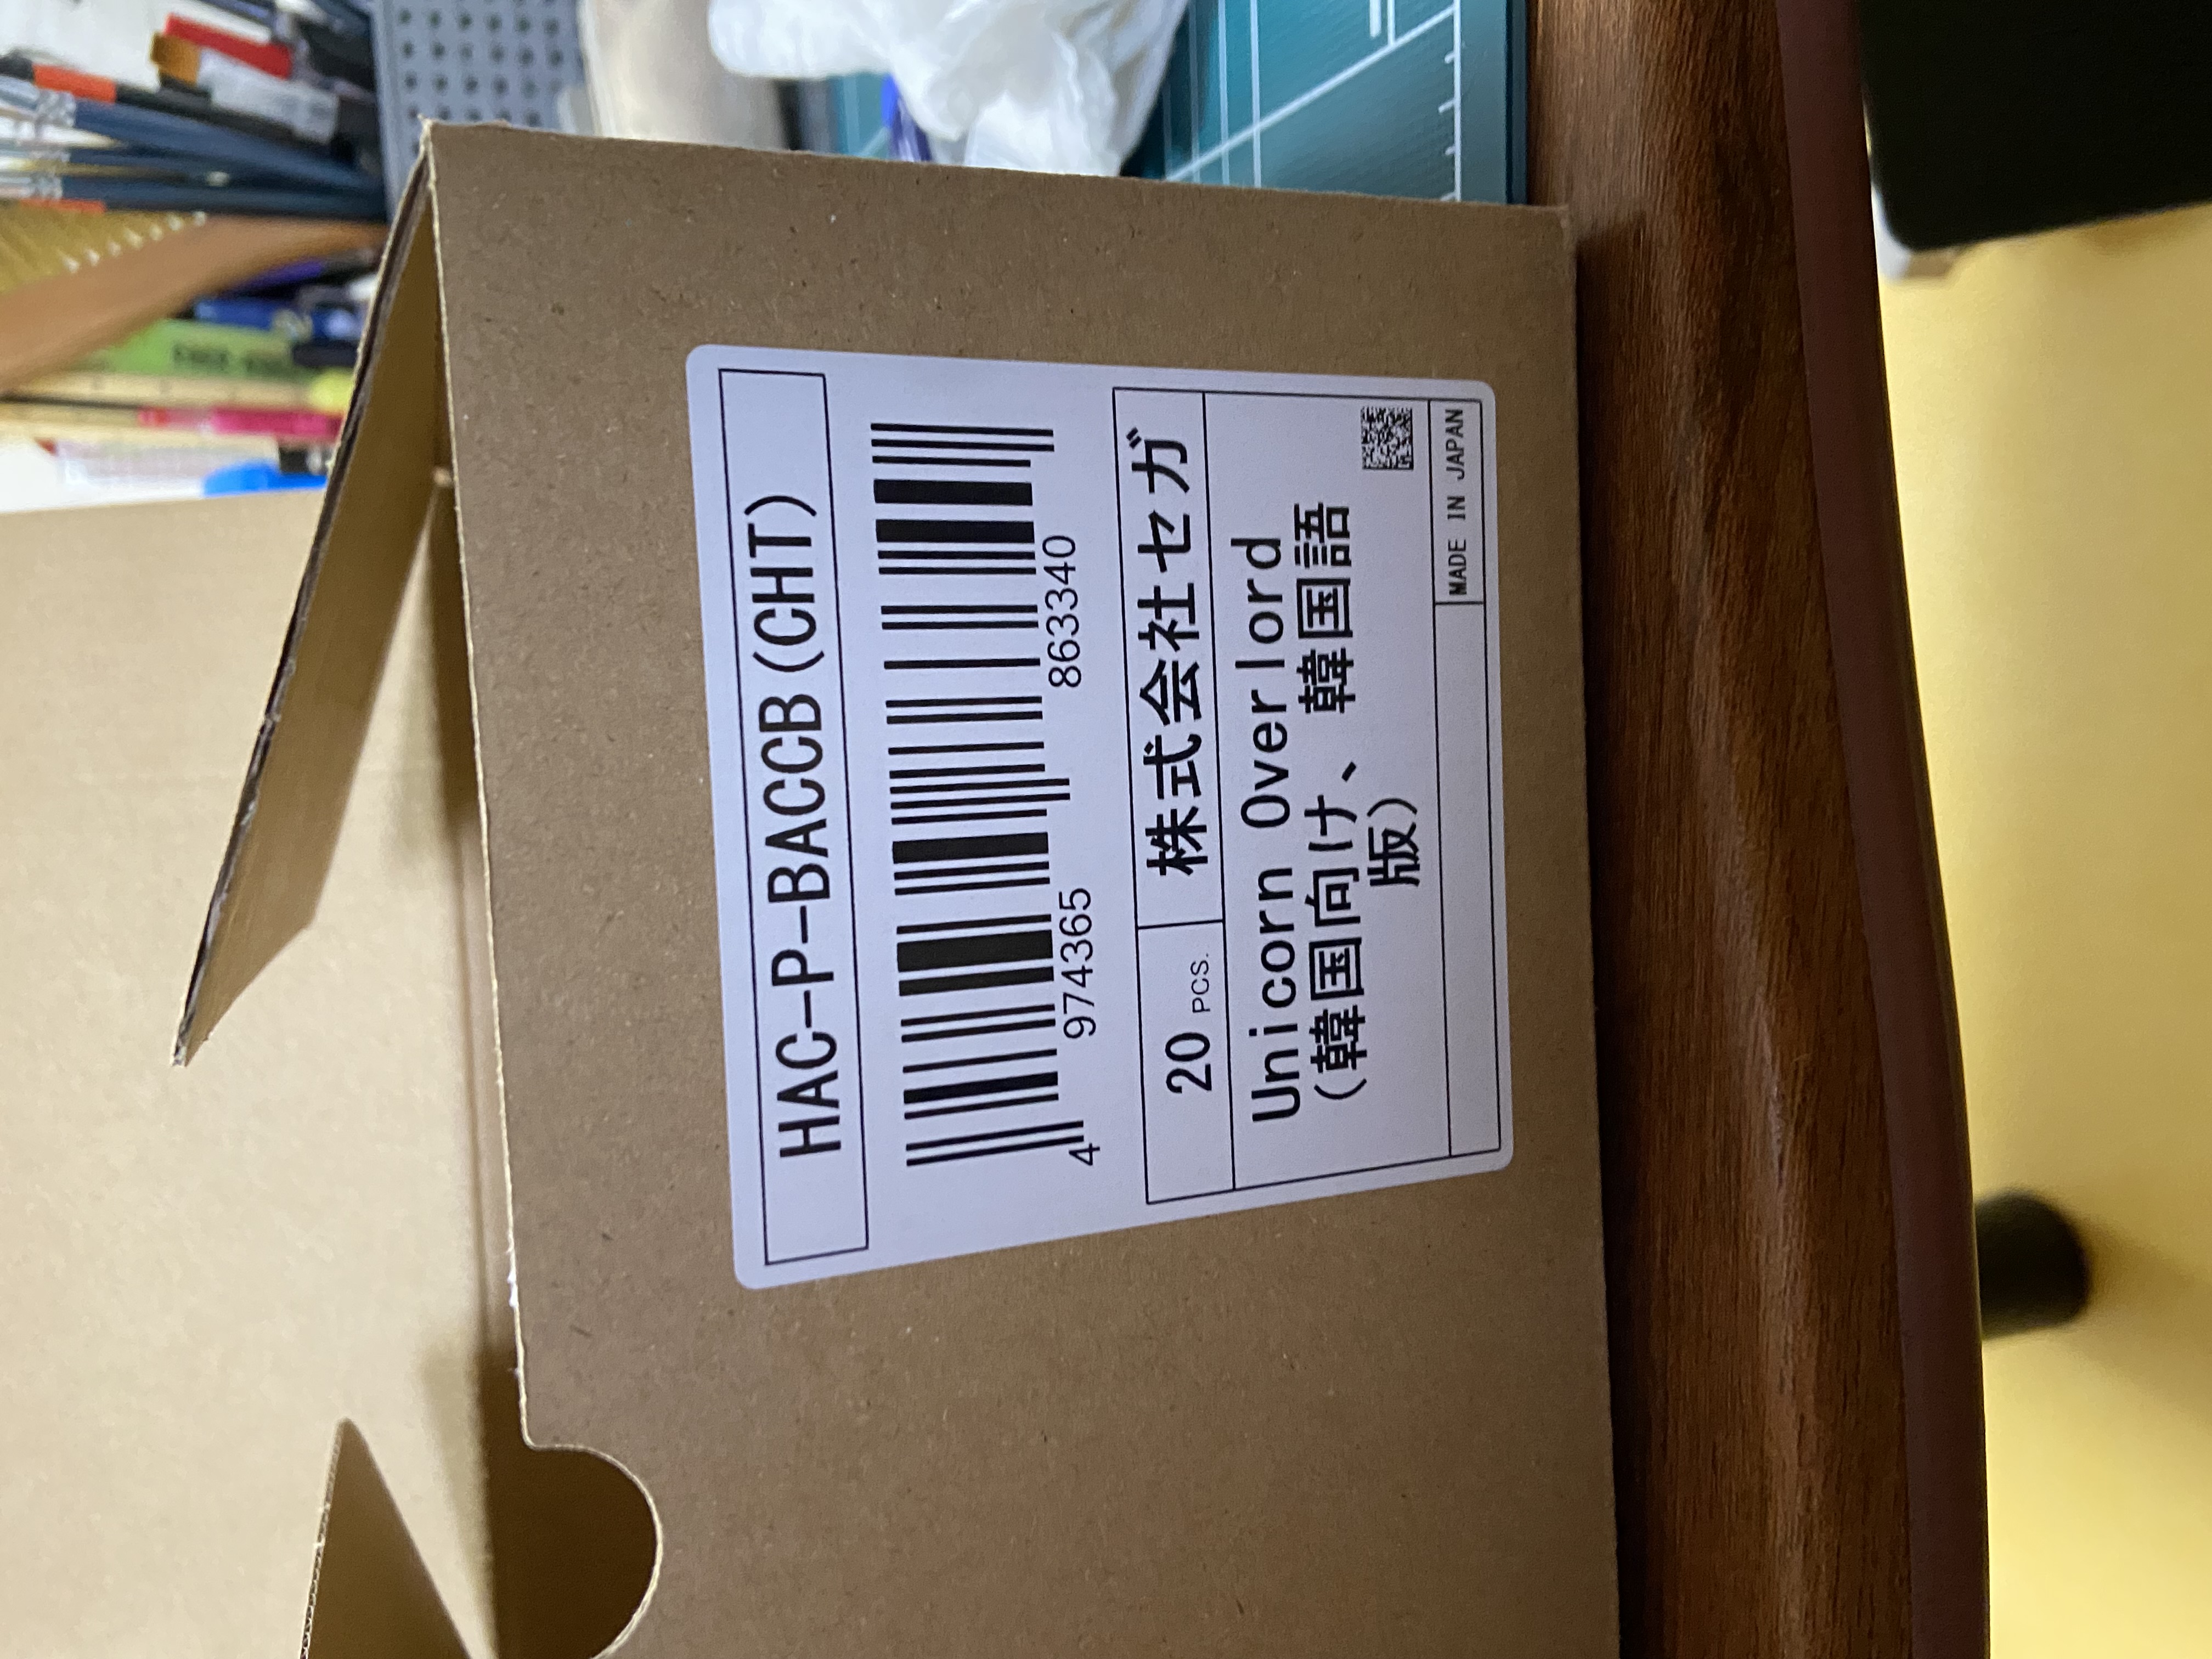 HAC-P-BACCB(CHT)
4 974365 863340
20 PCS. 株式会社セガ
Unicorn Overlord
(韓国向け、韓国語
版)
MADE IN JAPAN